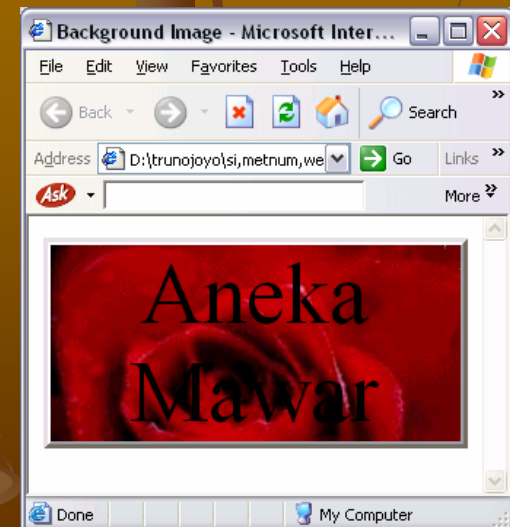 Background Image - Microsoft Inter...
File Edit View Favorites Tools Help
Back Search »
Address D:\trunojoyo\si,metnum,we Go Links »
Ask More »
Aneka
Mawar
Done My Computer